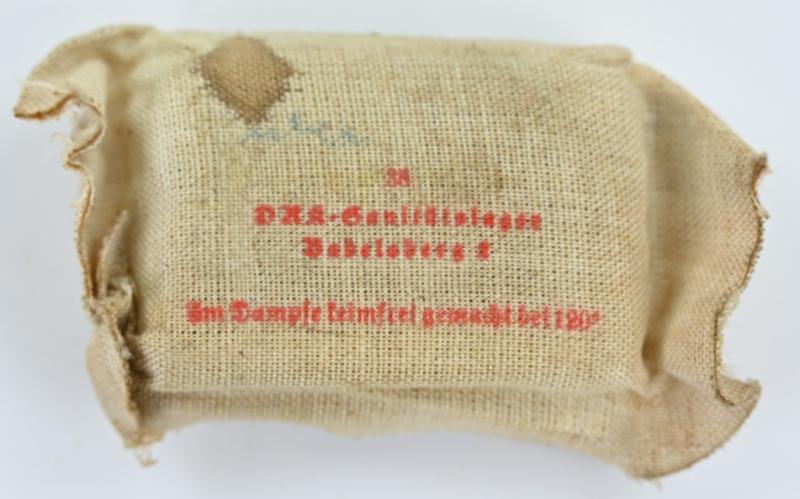 DRK-Sanitätslager
Babelsberg 2
Im Dampfe keimfrei gemacht bei 120°